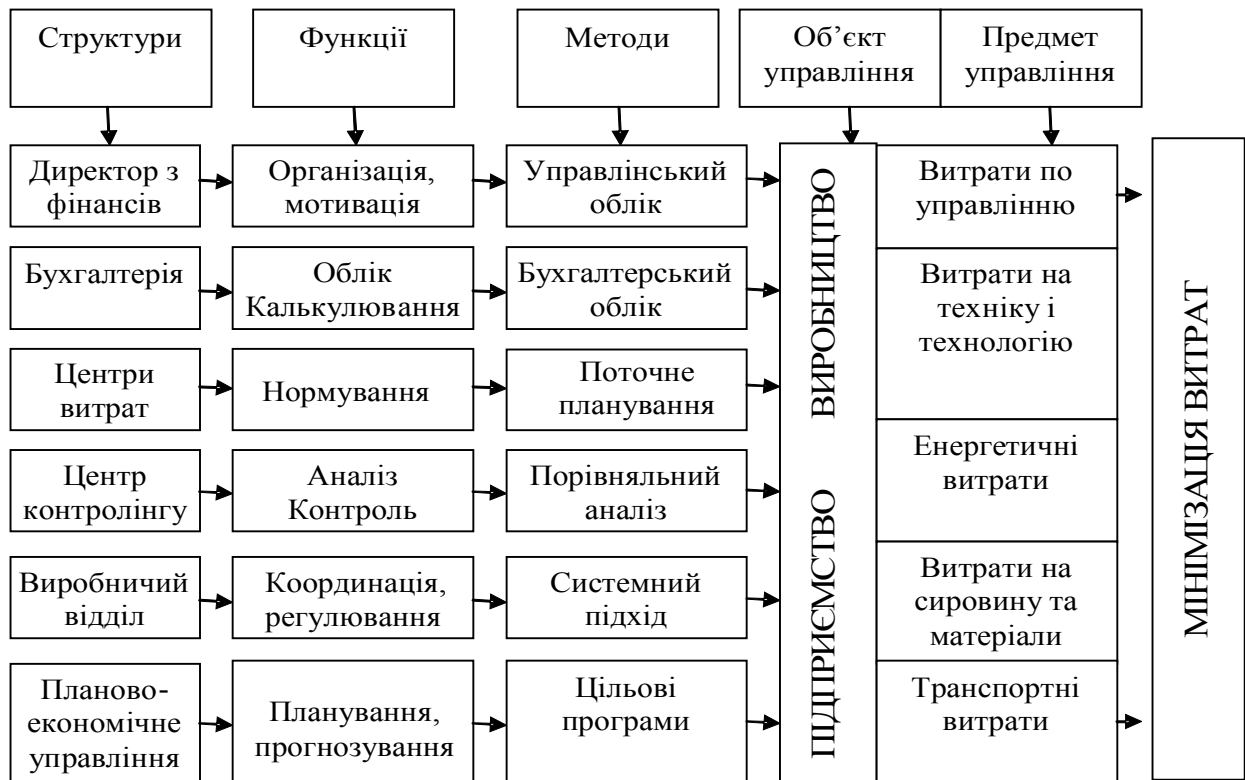 Структури
Функції
Методи
Об’єкт
управління
Предмет
управління
Директор з
фінансів
Організація,
мотивація
Управлінський
облік
Витрати по
управлінню
Бухгалтерія
Облік
Калькулювання
Бухгалтерський
облік
Витрати на
техніку і
технологію
Центри
витрат
Нормування
Поточне
планування
Центр
контролінгу
Аналіз
Контроль
Порівняльний
аналіз
Енергетичні
витрати
Виробничий
відділ
Координація,
регулювання
Системний
підхід
Витрати на
сировину та
матеріали
Планово-
економічне
управління
Планування,
прогнозування
Цільові
програми
Транспортні
витрати
ПІДПРИЄМСТВО ВИРОБНИЦТВО
МІНІМІЗАЦІЯ ВИТРАТ